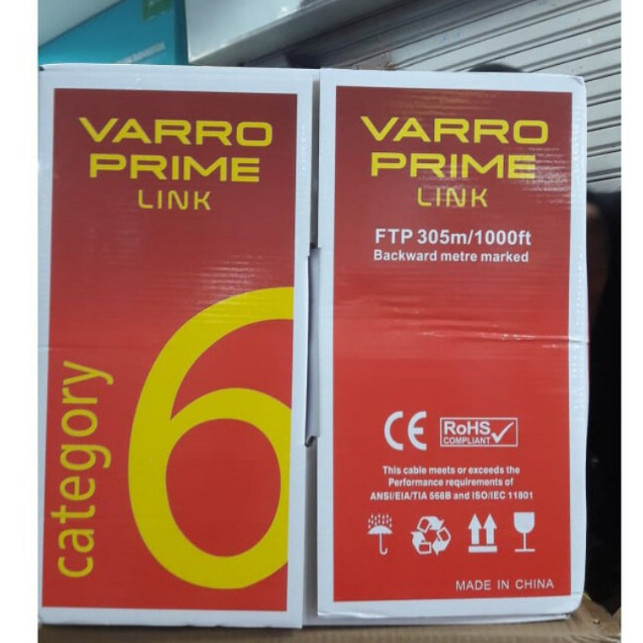 VARRO
PRIME
LINK
category
6
VARRO
PRIME
LINK
FTP 305m/1000ft
Backward metre marked
CE
RoHS
COMPLIANT
This cable meets or exceeds the
Performance requirements of
ANSI/EIA/TIA 568B and ISO/IEC 11801
MADE IN CHINA